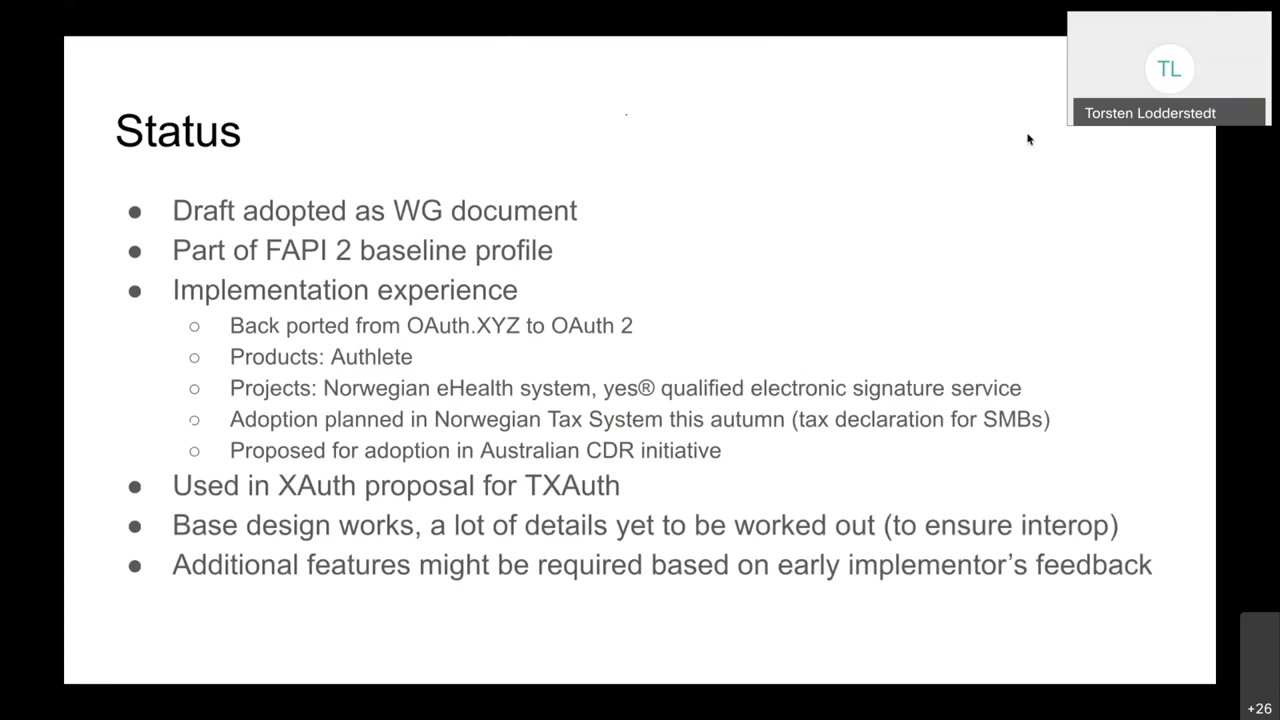 TL
Torsten Lodderstedt
Status
● Draft adopted as WG document
● Part of FAPI 2 baseline profile
● Implementation experience
○ Back ported from OAuth.XYZ to OAuth 2
○ Products: Authlete
○ Projects: Norwegian eHealth system, yes® qualified electronic signature service
○ Adoption planned in Norwegian Tax System this autumn (tax declaration for SMBs)
○ Proposed for adoption in Australian CDR initiative
● Used in XAuth proposal for TXAuth
● Base design works, a lot of details yet to be worked out (to ensure interop)
● Additional features might be required based on early implementor’s feedback
+26